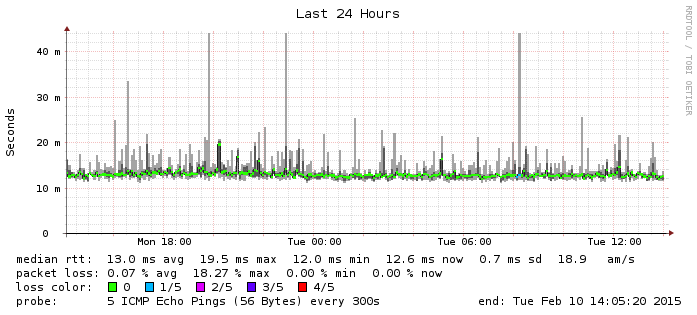 Last 24 Hours
RRDTOOL / TOBI OETIKER
Seconds
40 m
30 m
20 m
10 m
0
Mon 18:00 Tue 00:00 Tue 06:00 Tue 12:00
median rtt: 13.0 ms avg 19.5 ms max 12.0 ms min 12.6 ms now 0.7 ms sd 18.9 am/s
packet loss: 0.07 % avg 18.27 % max 0.00 % min 0.00 % now
loss color: 0 1/5 2/5 3/5 4/5
probe: 5 ICMP Echo Pings (56 Bytes) every 300s end: Tue Feb 10 14:05:20 2015